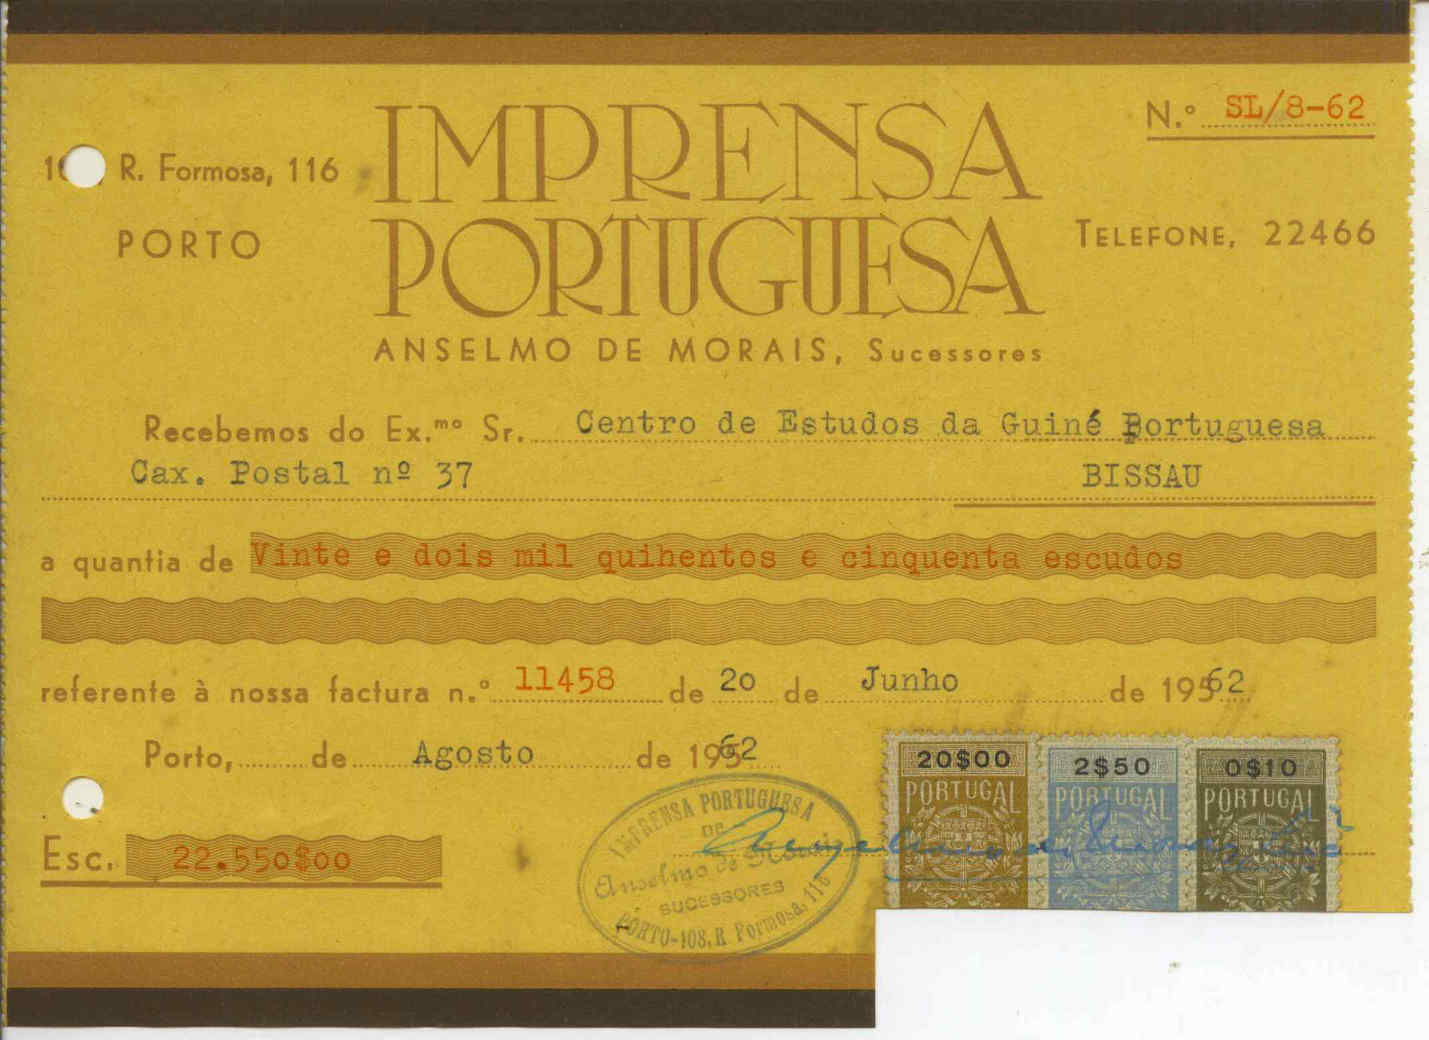 N.º SL/8-62
R. Formosa, 116
PORTO
IMPRENSA
PORTUGUESA
TELEFONE, 22466
ANSELMO DE MORAIS, Sucessores
Recebemos do Ex.mo Sr. Centro de Estudos da Guiné Portuguesa
Cax. Postal nº 37 BISSAU
a quantia de Vinte e dois mil quihentos e cinquenta escudos
referente à nossa factura n.º 11458 de 20 de Junho de 19562
Porto, de Agosto de 19562
Esc. 22.550$00
20$00 2$50 0$10
PORTUGAL PORTUGAL PORTUGAL
IMPRENSA PORTUGUESA
DE
Anselmo de Morais
SUCESSORES
PORTO-108, R Formosa, 116